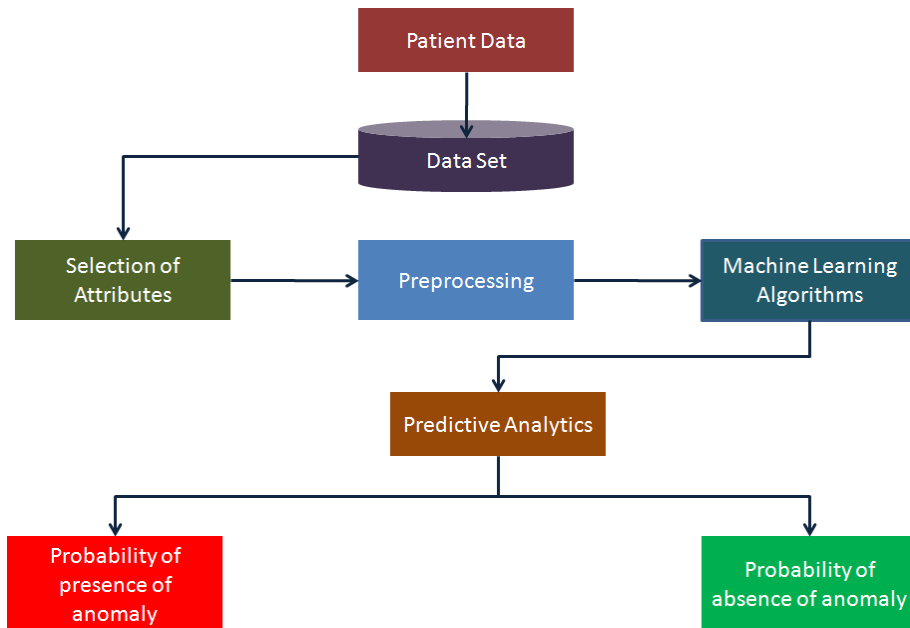 Patient Data
Data Set
Selection of
Attributes
Preprocessing
Machine Learning
Algorithms
Predictive Analytics
Probability of
presence of
anomaly
Probability of
absence of anomaly